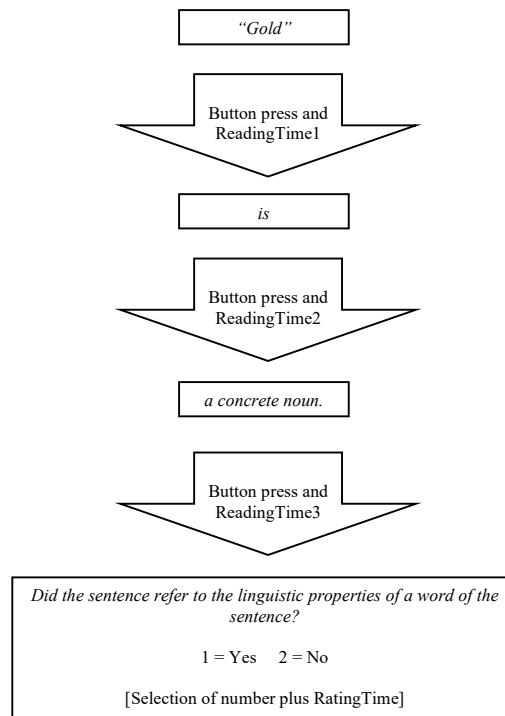 “Gold”
Button press and
ReadingTime1
is
Button press and
ReadingTime2
a concrete noun.
Button press and
ReadingTime3
Did the sentence refer to the linguistic properties of a word of the
sentence?
1 = Yes 2 = No
[Selection of number plus RatingTime]